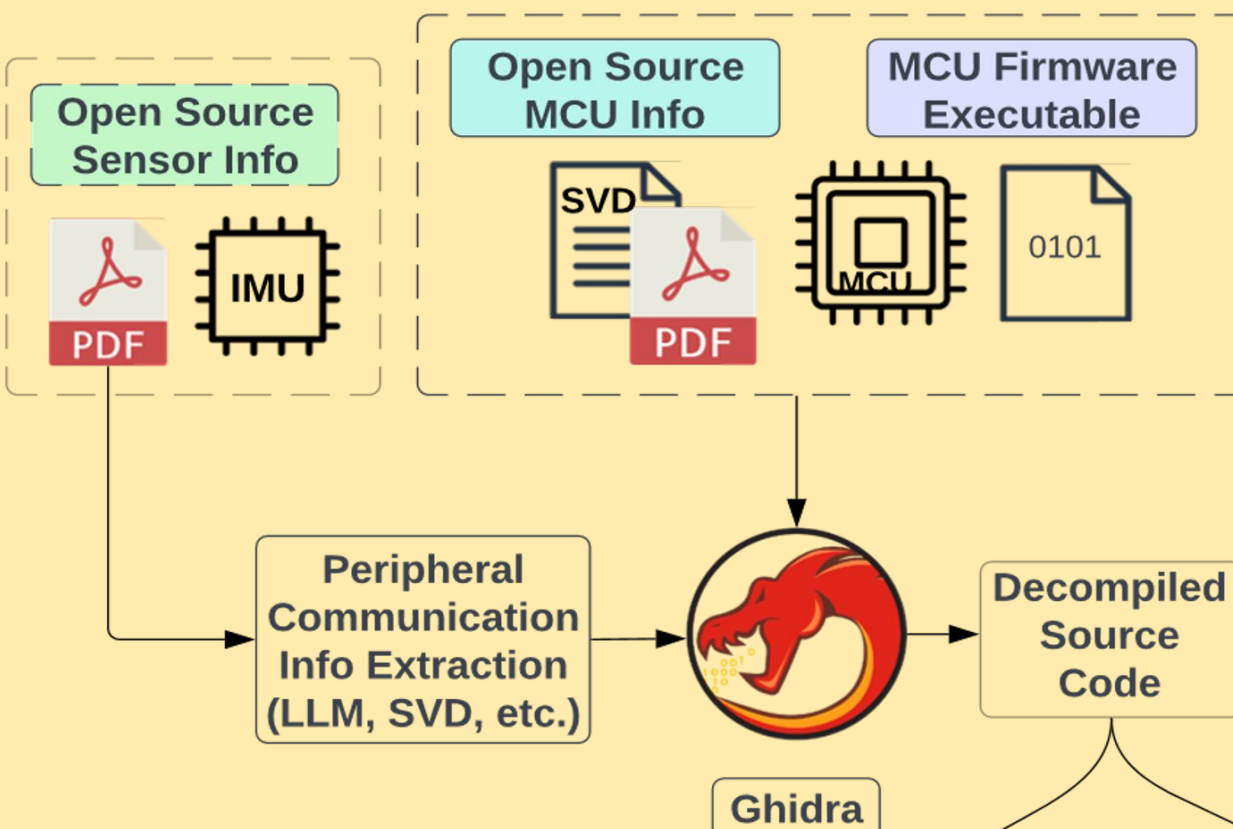 Open Source
Sensor Info
PDF
IMU
Open Source
MCU Info
MCU Firmware
Executable
SVD
PDF
MCU
0101
Peripheral
Communication
Info Extraction
(LLM, SVD, etc.)
Decompiled
Source
Code
Ghidra